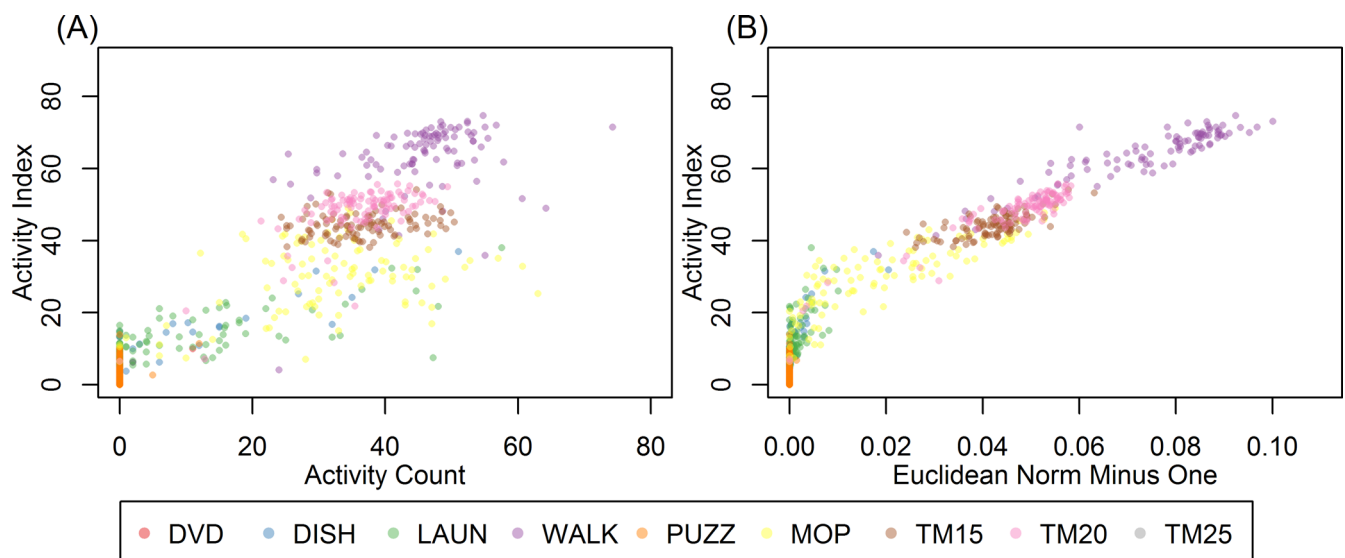 (A) (B)
Activity Index
80
60
40
20
0
0 20 40 60 80
Activity Count
Activity Index
80
60
40
20
0
0.00 0.02 0.04 0.06 0.08 0.10
Euclidean Norm Minus One
DVD DISH LAUN WALK PUZZ MOP TM15 TM20 TM25